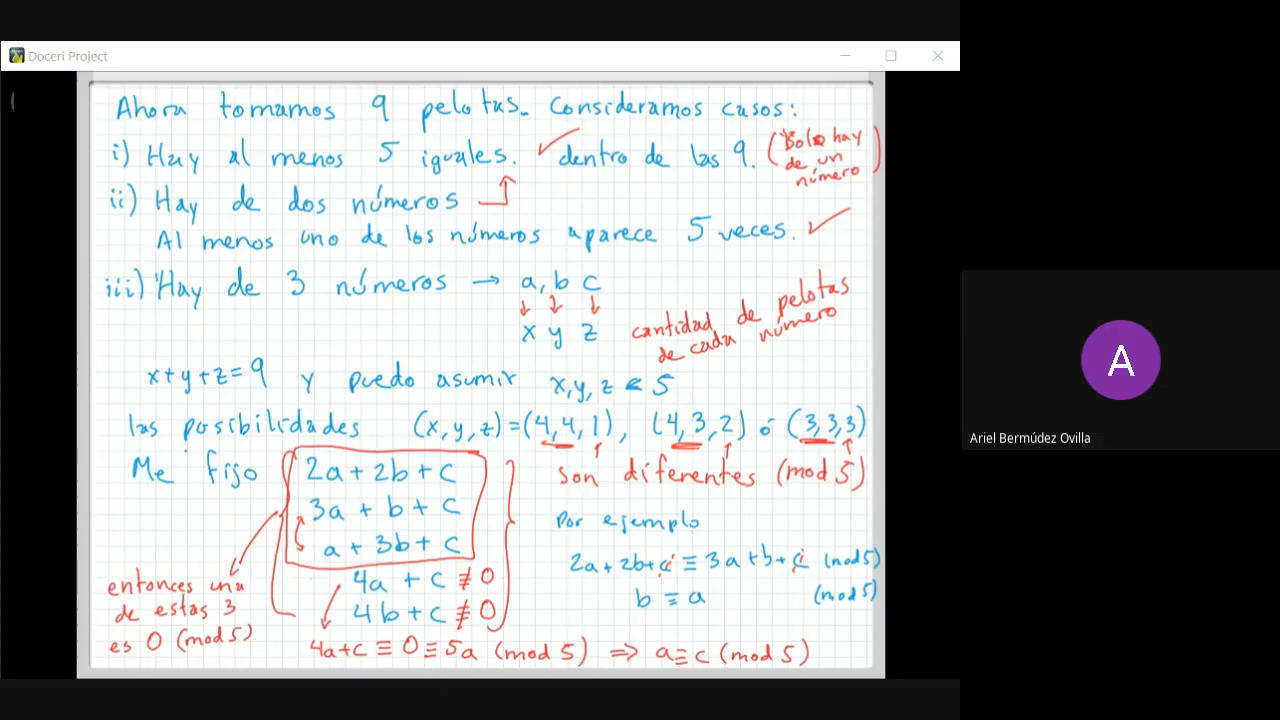 Doceri Project
Ahora tomamos 9 pelotas. Consideramos casos:
i) Hay al menos 5 iguales. ✓ dentro de las 9. (Solo hay de un número)
ii) Hay de dos números
Al menos uno de los números aparece 5 veces. ✓
iii) Hay de 3 números → a, b c
↓ ↓ ↓
x y z
cantidad de pelotas
de cada número
x+y+z=9 y puedo asumir x,y,z < 5
las posibilidades (x,y,z)=(4,4,1), (4,3,2) ó (3,3,3)
Me fijo 2a+2b+c
3a+b+c
a+3b+c
4a+c ≢ 0
4b+c ≢ 0
son diferentes (mod 5)
Por ejemplo
2a+2b+c ≡ 3a+b+c (mod 5)
b ≡ a (mod 5)
entonces una
de estas 3
es 0 (mod 5)
4a+c ≡ 0 ≡ 5a (mod 5) ⇒ a≡c (mod 5)
A
Ariel Bermúdez Ovilla